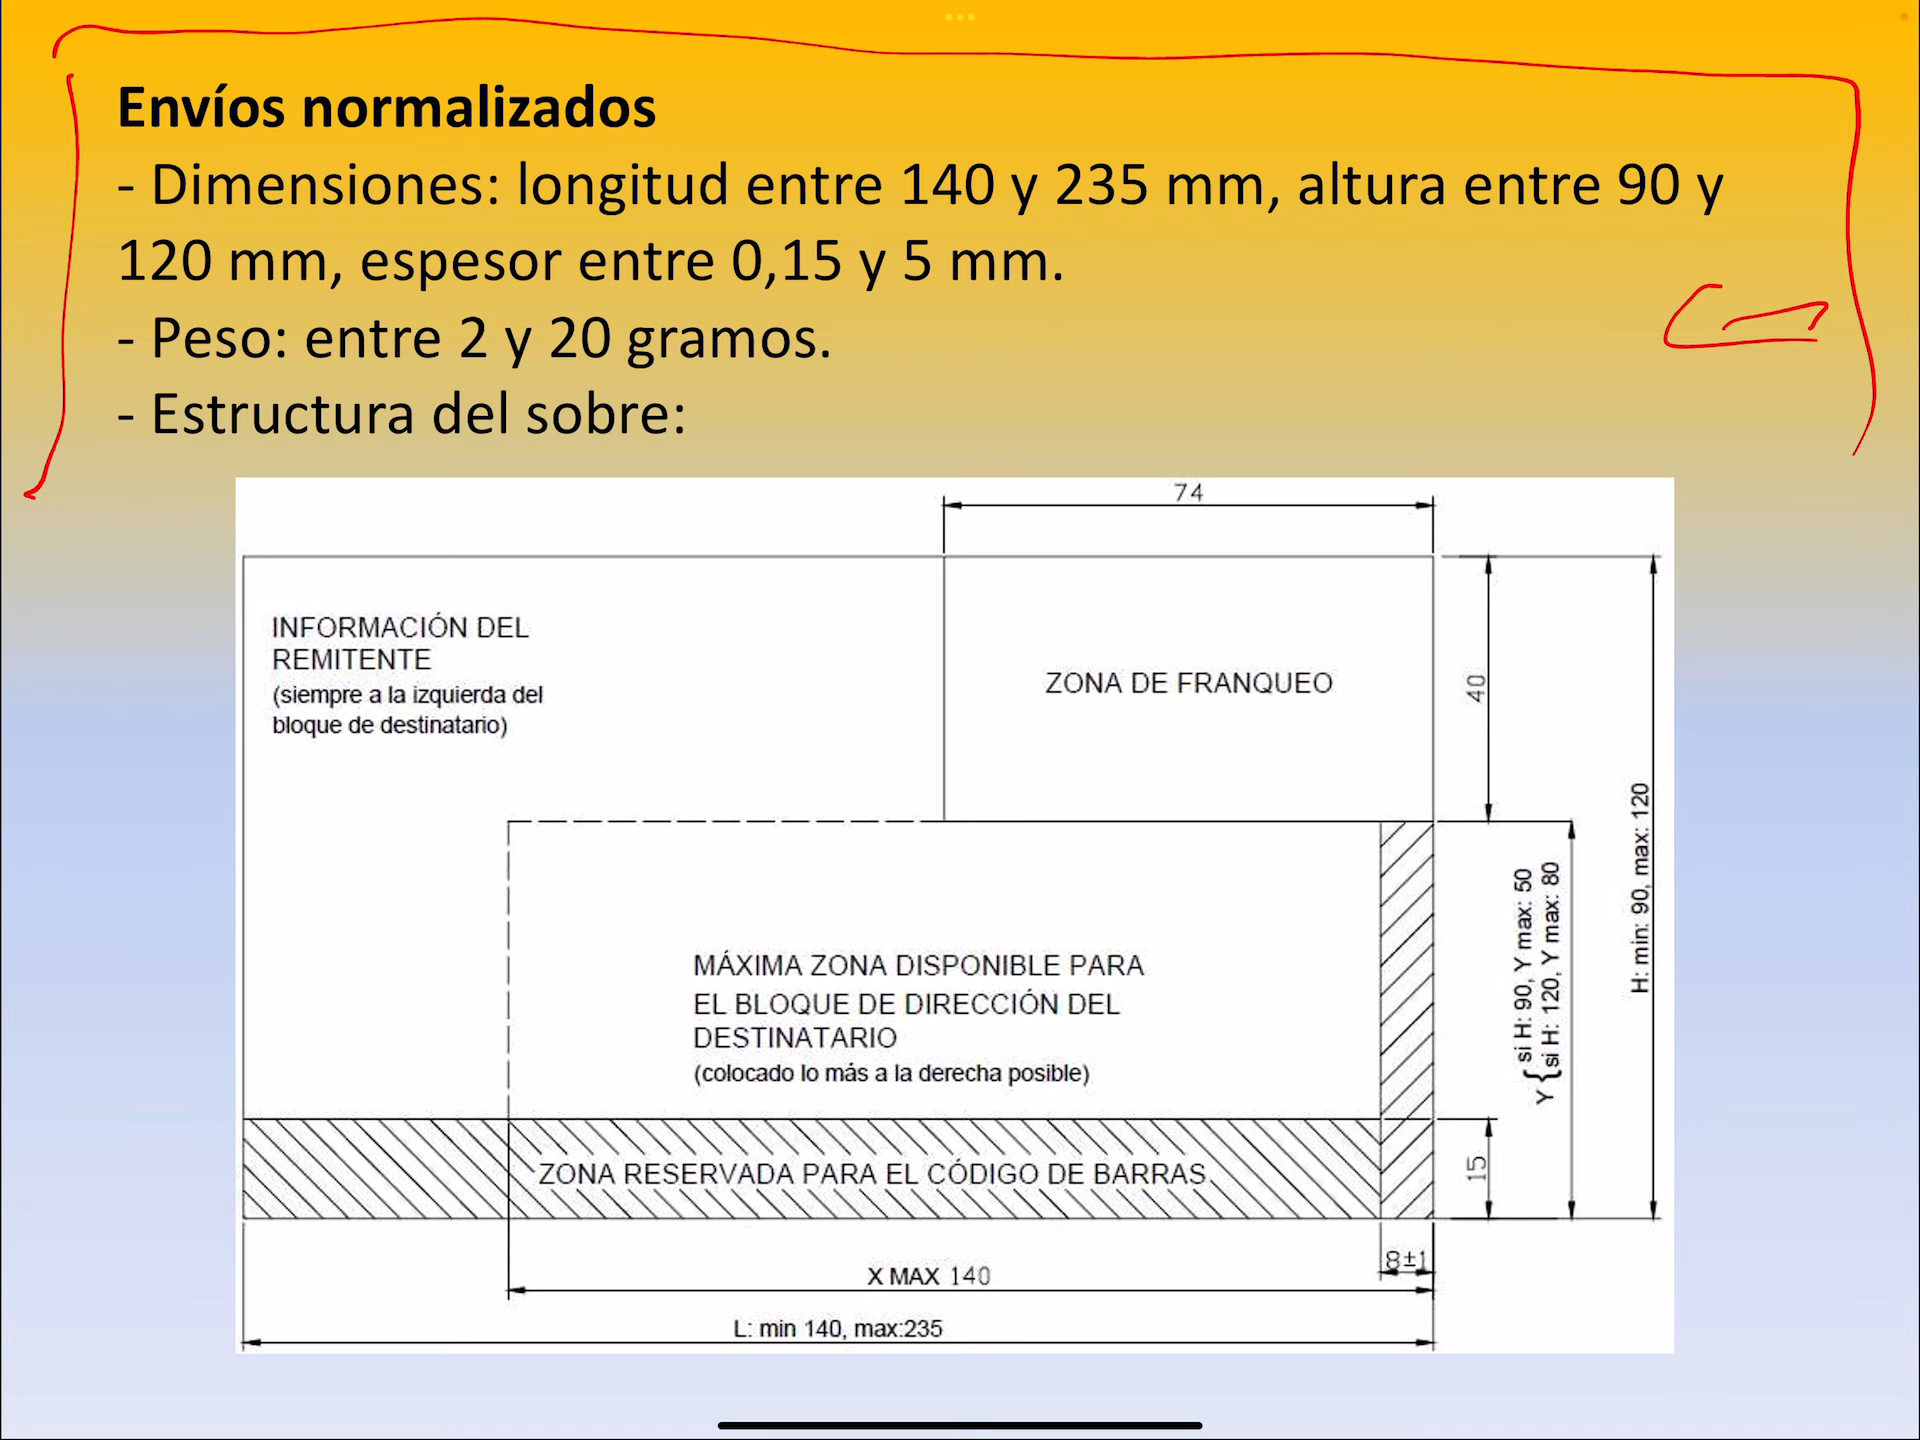 Envíos normalizados
- Dimensiones: longitud entre 140 y 235 mm, altura entre 90 y
120 mm, espesor entre 0,15 y 5 mm.
- Peso: entre 2 y 20 gramos.
- Estructura del sobre:
74
INFORMACIÓN DEL
REMITENTE
(siempre a la izquierda del
bloque de destinatario)
ZONA DE FRANQUEO
40
MÁXIMA ZONA DISPONIBLE PARA
EL BLOQUE DE DIRECCIÓN DEL
DESTINATARIO
(colocado lo más a la derecha posible)
Y { si H: 90, Y max: 50
si H: 120, Y max: 80
H: min: 90, max: 120
ZONA RESERVADA PARA EL CÓDIGO DE BARRAS
15
8±1
X MAX 140
L: min 140, max:235